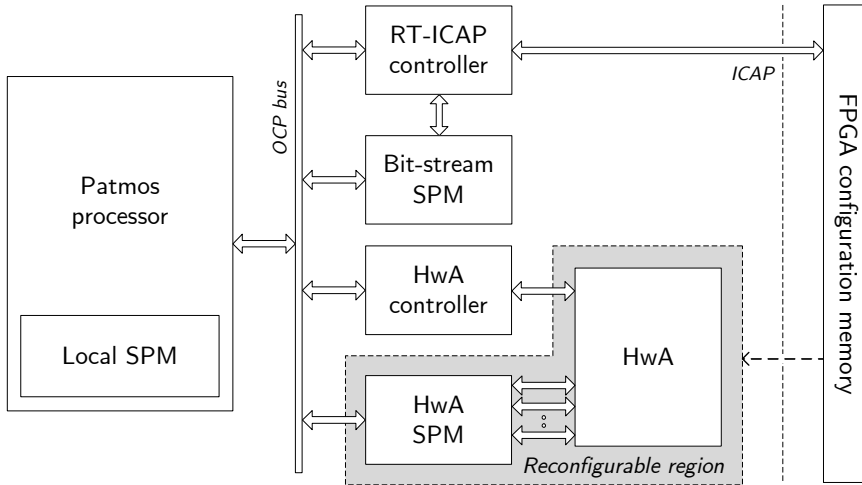 RT-ICAP
controller
ICAP
OCP bus
FPGA configuration memory
Bit-stream
SPM
Patmos
processor
HwA
controller
Local SPM
HwA
HwA
SPM
Reconfigurable region